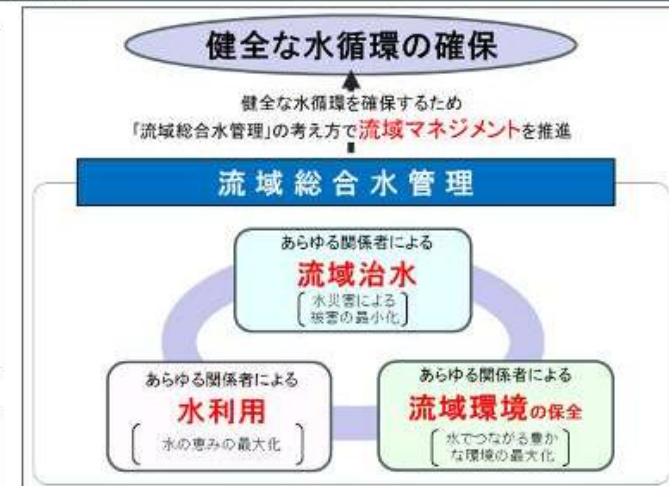 健全な水循環の確保
健全な水循環を確保するため
「流域総合水管理」の考え方で流域マネジメントを推進
流域総合水管理
あらゆる関係者による
流域治水
水災害による
被害の最小化
あらゆる関係者による
水利用
水の恵みの最大化
あらゆる関係者による
流域環境の保全
水でつながる豊か
な環境の最大化